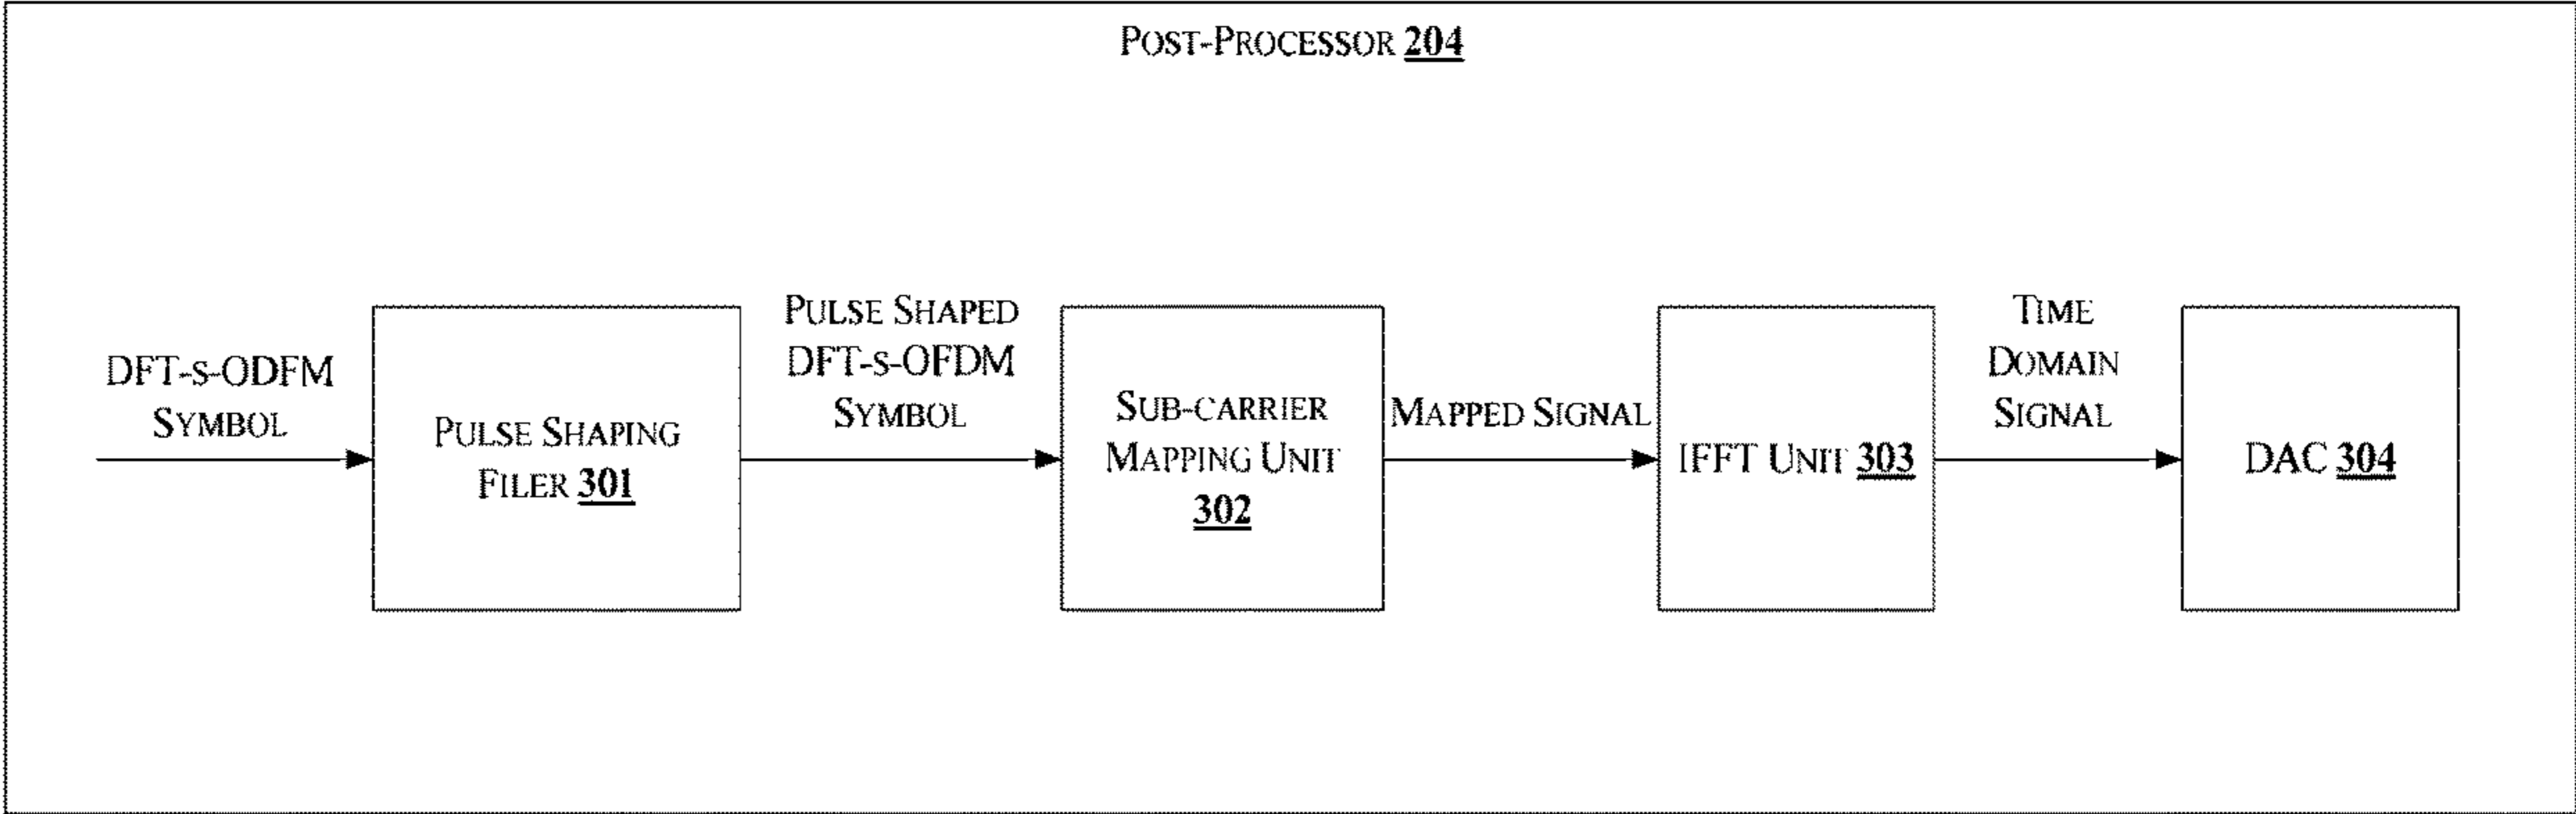 POST-PROCESSOR 204
DFT-S-ODFM
SYMBOL
PULSE SHAPING
FILER 301
PULSE SHAPED
DFT-S-OFDM
SYMBOL
SUB-CARRIER
MAPPING UNIT
302
MAPPED SIGNAL
IFFT UNIT 303
TIME
DOMAIN
SIGNAL
DAC 304